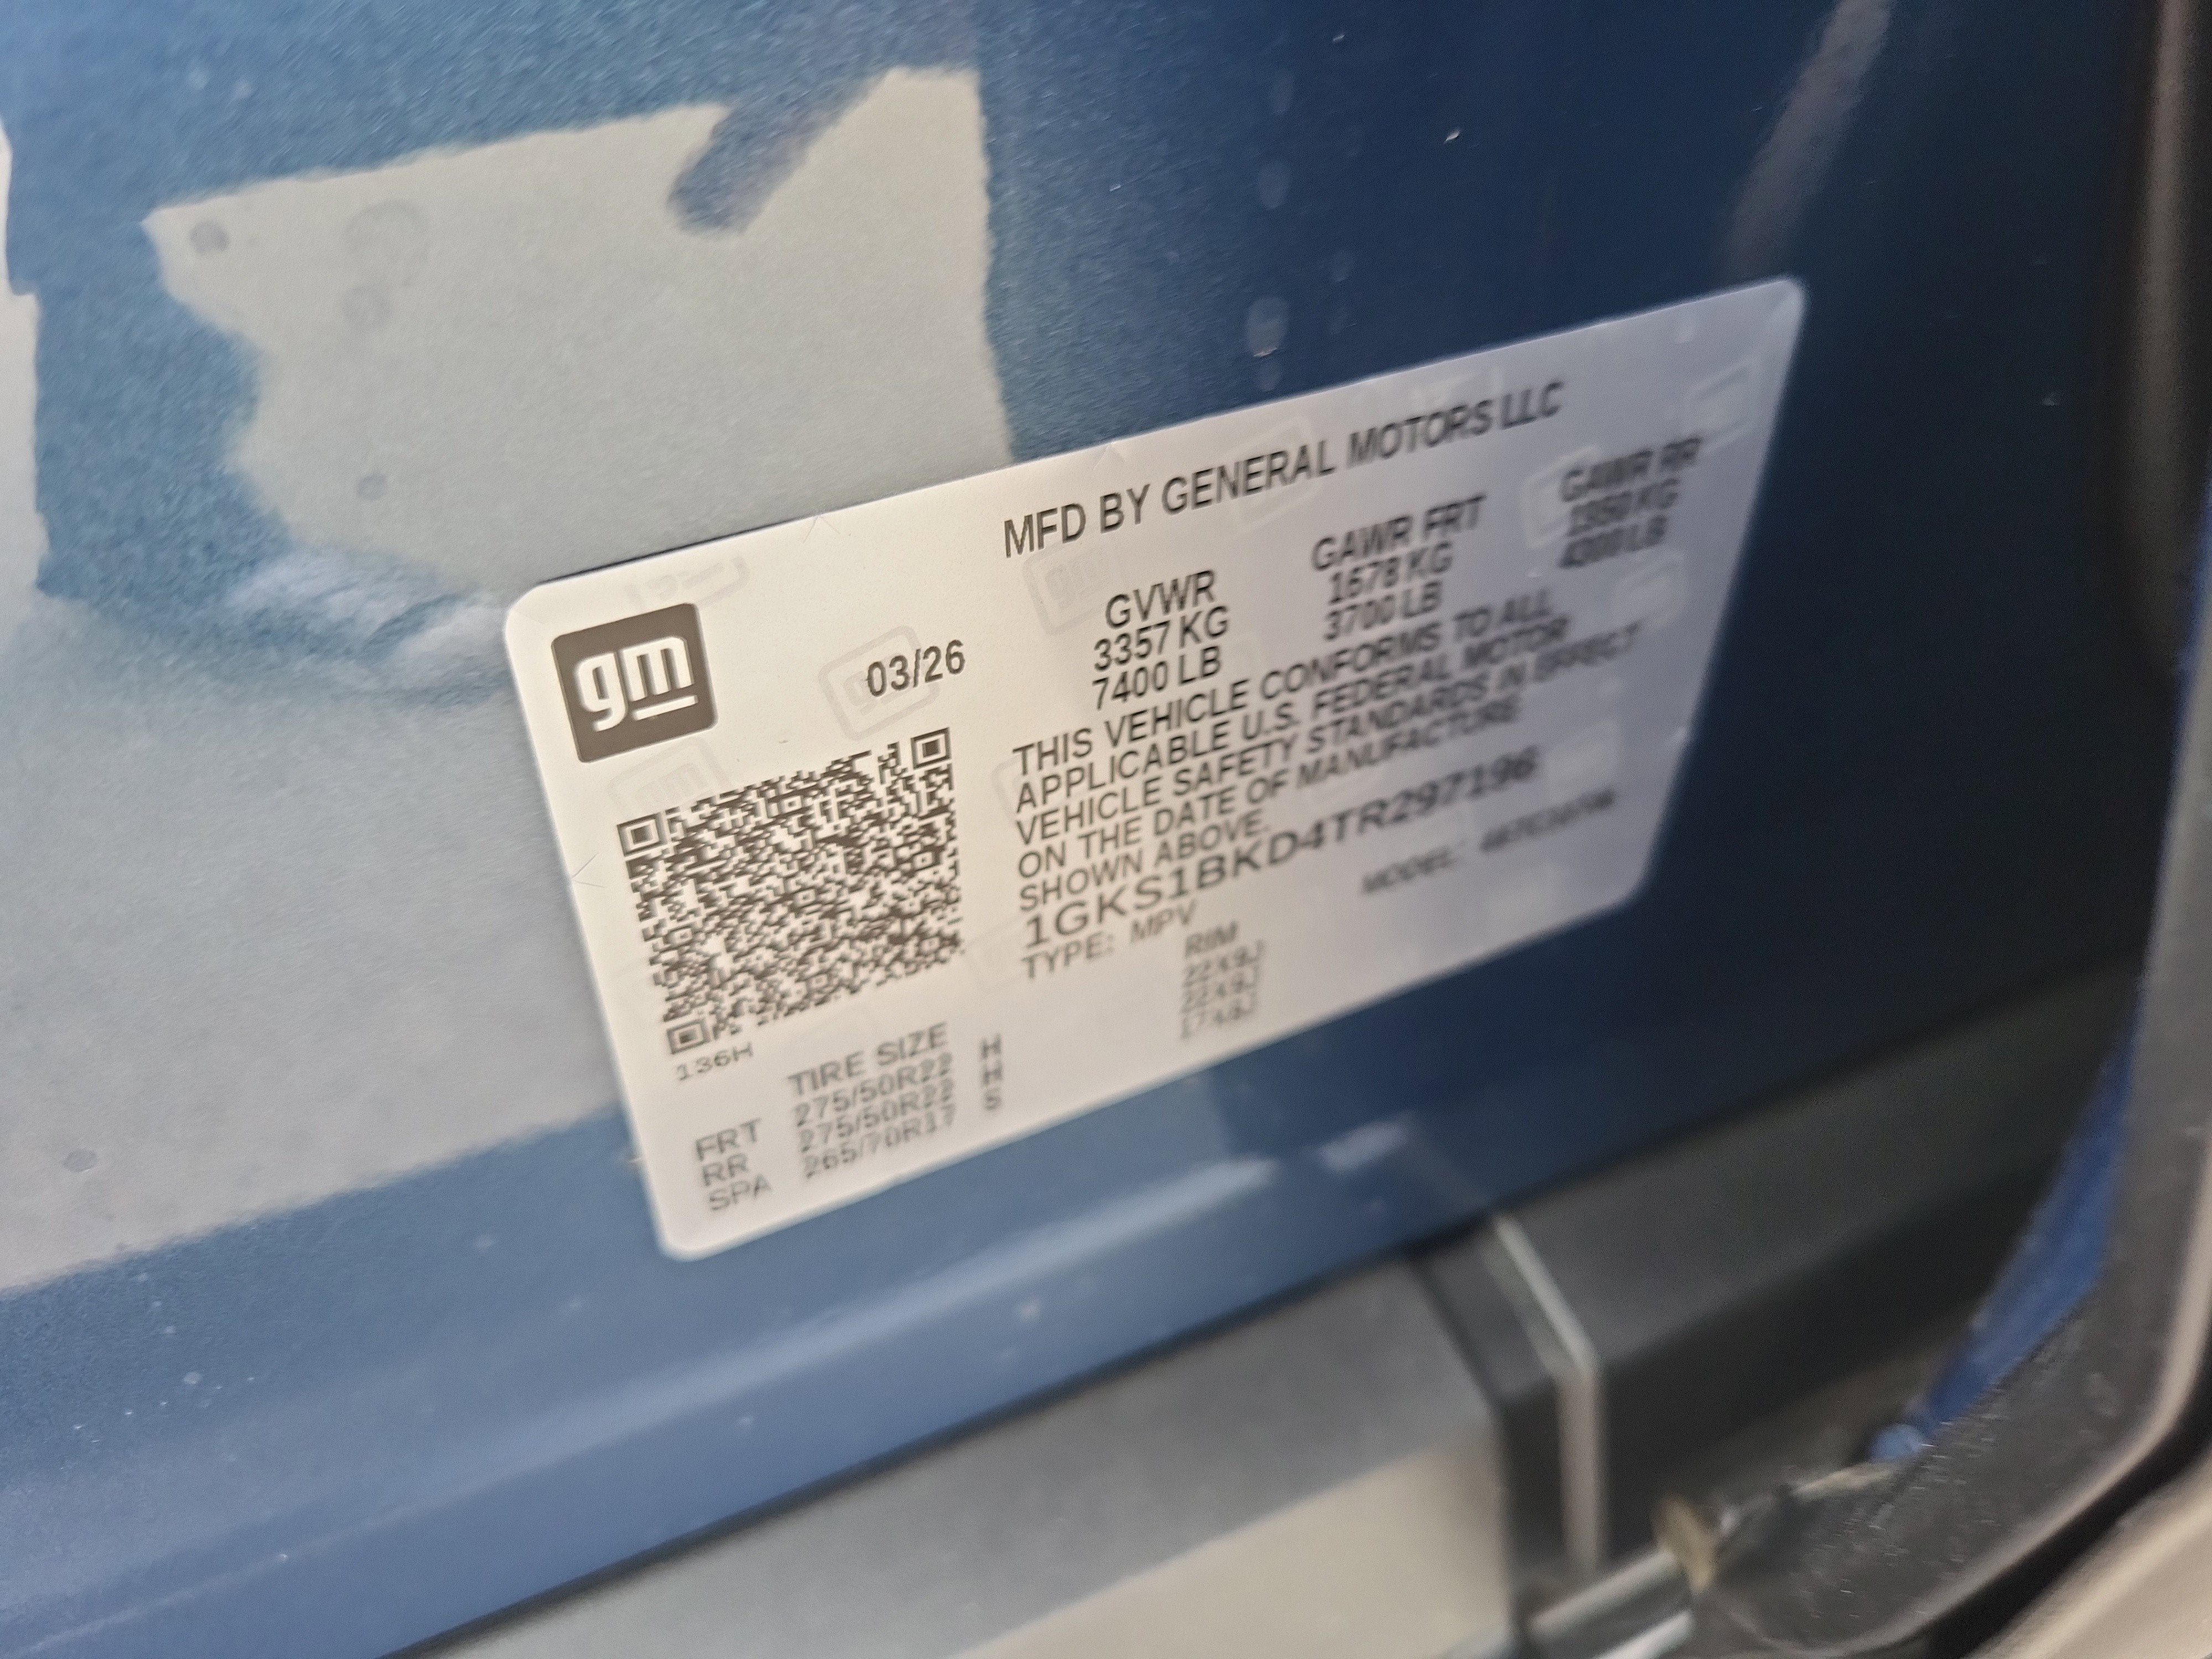 gm
MFD BY GENERAL MOTORS LLC
03/26
GVWR GAWR FRT GAWR RR
3357 KG 1678 KG 1950 KG
7400 LB 3700 LB 4300 LB
THIS VEHICLE CONFORMS TO ALL
APPLICABLE U.S. FEDERAL MOTOR
VEHICLE SAFETY STANDARDS IN EFFECT
ON THE DATE OF MANUFACTURE
SHOWN ABOVE.
1GKS1BKD4TR297196
TYPE: MPV MODEL:
136H
TIRE SIZE RIM
FRT 275/50R22 H 22X9J
RR 275/50R22 H 22X9J
SPA 265/70R17 S 17X8J